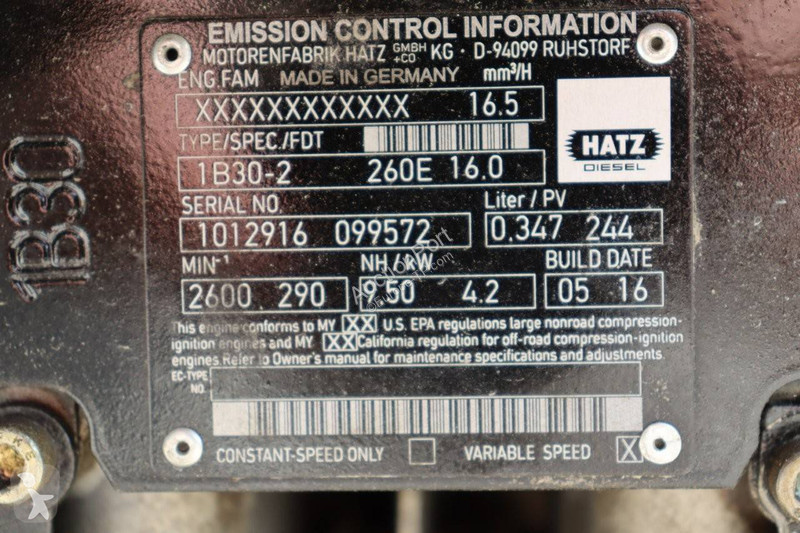 EMISSION CONTROL INFORMATION
MOTORENFABRIK HATZ GMBH +CO KG · D-94099 RUHSTORF
ENG.FAM MADE IN GERMANY mm³/H
XXXXXXXXXXXX 16.5
TYPE/SPEC./FDT
1B30-2 260E 16.0
HATZ
DIESEL
SERIAL NO Liter / PV
1012916 099572 0.347 244
MIN⁻¹ NH / kW BUILD DATE
2600 290 9.50 4.2 05 16
This engine conforms to MY XX U.S. EPA regulations large nonroad compression-
ignition engines and MY XX California regulation for off-road compression-ignition
engines. Refer to Owner's manual for maintenance specifications and adjustments
EC-TYPE
NO
CONSTANT-SPEED ONLY VARIABLE SPEED X
1B30